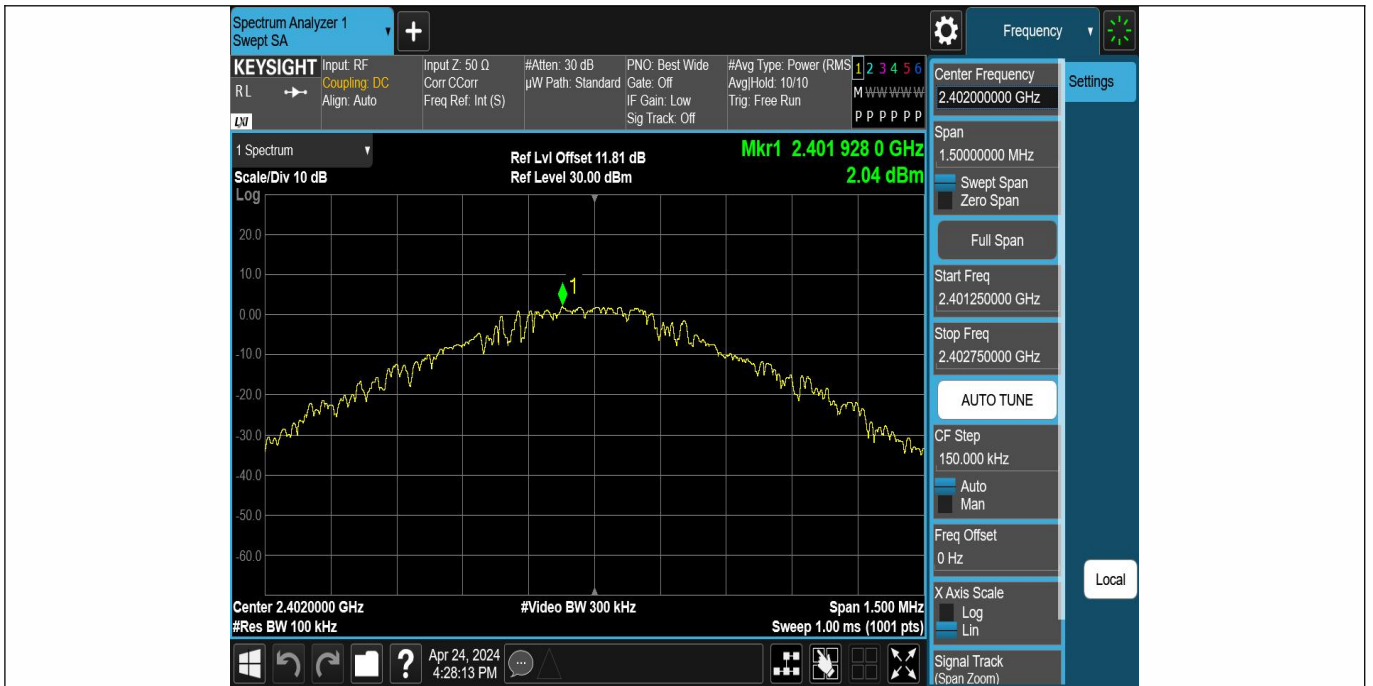 Spectrum Analyzer 1
Swept SA
+
Frequency
KEYSIGHT
RL
LXI
Input: RF
Coupling: DC
Align: Auto
Input Z: 50 Ω
Corr CCorr
Freq Ref: Int (S)
#Atten: 30 dB
µW Path: Standard
PNO: Best Wide
Gate: Off
IF Gain: Low
Sig Track: Off
#Avg Type: Power (RMS
Avg|Hold: 10/10
Trig: Free Run
1 2 3 4 5 6
M W W W W W
P P P P P P
1 Spectrum
Scale/Div 10 dB
Log
Ref Lvl Offset 11.81 dB
Ref Level 30.00 dBm
Mkr1 2.401 928 0 GHz
2.04 dBm
1
20.0
10.0
0.00
-10.0
-20.0
-30.0
-40.0
-50.0
-60.0
Center 2.4020000 GHz
#Video BW 300 kHz
Span 1.500 MHz
#Res BW 100 kHz
Sweep 1.00 ms (1001 pts)
?
Apr 24, 2024
4:28:13 PM
Center Frequency
2.402000000 GHz
Settings
Span
1.50000000 MHz
Swept Span
Zero Span
Full Span
Start Freq
2.401250000 GHz
Stop Freq
2.402750000 GHz
AUTO TUNE
CF Step
150.000 kHz
Auto
Man
Freq Offset
0 Hz
Local
X Axis Scale
Log
Lin
Signal Track
(Span Zoom)